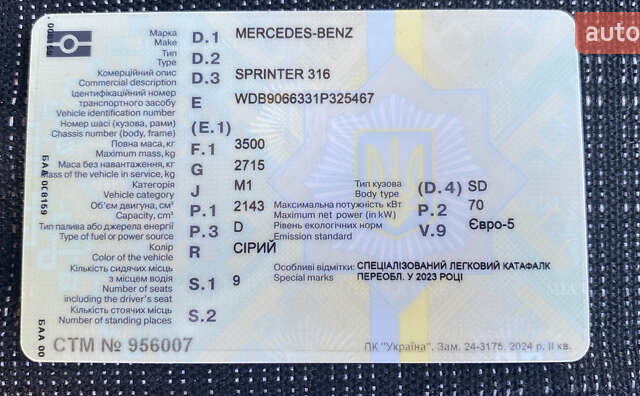 auto
Марка
Make D.1 MERCEDES-BENZ
Тип
Type D.2
Комерційний опис
Commercial description D.3 SPRINTER 316
Ідентифікаційний номер
транспортного засобу
Vehicle identification number E WDB9066331P325467
Номер шасі (кузова, рами)
Chassis number (body, frame) (E.1)
Повна маса, кг
Maximum mass, kg F.1 3500
Маса без навантаження, кг
Mass of the vehicle in service, kg G 2715
Категорія
Vehicle category J M1
Тип кузова
Body type (D.4) SD
Об'єм двигуна, см³
Capacity, cm³ P.1 2143
Максимальна потужність кВт
Maximum net power (in kW) P.2 70
Тип палива або джерела енергії
Type of fuel or power source P.3 D
Рівень екологічних норм
Emission standard V.9 Євро-5
Колір
Color of the vehicle R СІРИЙ
Кількість сидячих місць
з місцем водія
Number of seats
including the driver's seat S.1 9
Особливі відмітки: СПЕЦІАЛІЗОВАНИЙ ЛЕГКОВИЙ КАТАФАЛК
Special marks ПЕРЕОБЛ. У 2023 РОЦІ
Кількість стоячих місць
Number of standing places S.2
СТМ № 956007
ПК "Україна". Зам. 24-3175. 2024 р. ІІ кв.
БАА 00